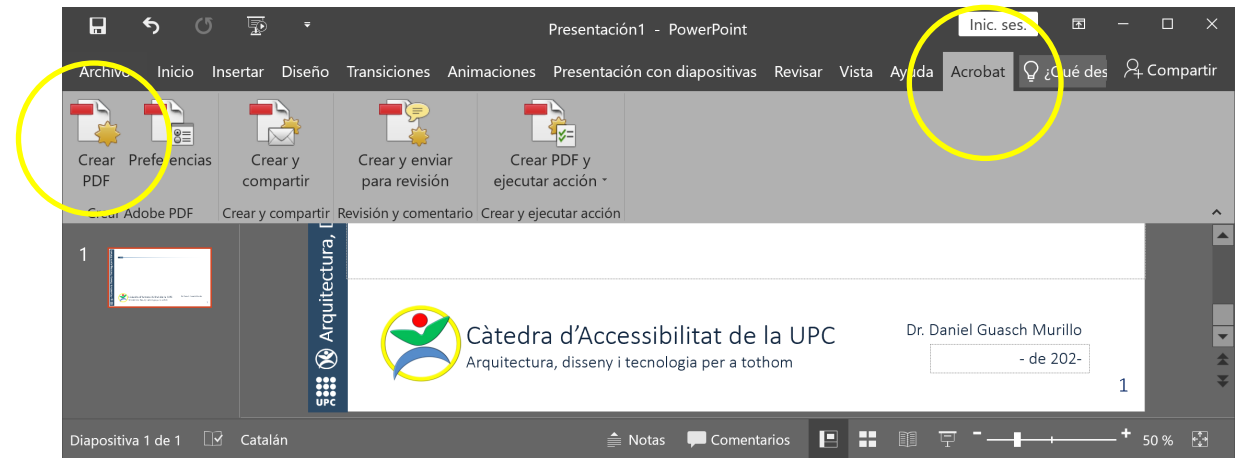 Presentación1 - PowerPoint
Inic. ses.
Archivo Inicio Insertar Diseño Transiciones Animaciones Presentación con diapositivas Revisar Vista Ayuda Acrobat ¿Qué des Compartir
Crear PDF
Preferencias
Crear y compartir
Crear y enviar para revisión
Crear PDF y ejecutar acción
Crear Adobe PDF
Crear y compartir
Revisión y comentario
Crear y ejecutar acción
1
Arquitectura,
UPC
Càtedra d’Accessibilitat de la UPC
Arquitectura, disseny i tecnologia per a tothom
Dr. Daniel Guasch Murillo
- de 202-
1
Diapositiva 1 de 1 Catalán Notas Comentarios 50 %